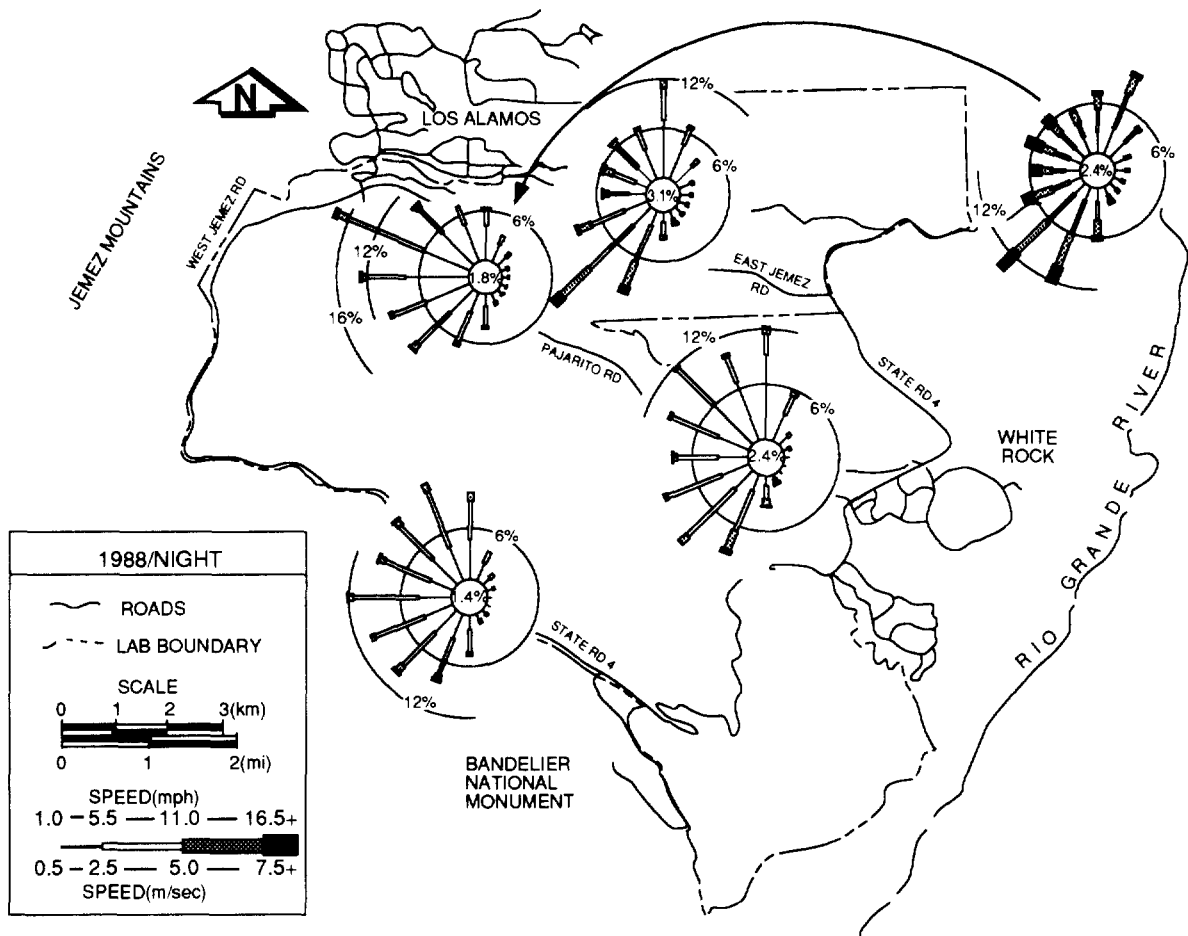 12%
N
LOS ALAMOS
6%
3.1%
6%
2.4%
12%
JEMEZ MOUNTAINS
WEST JEMEZ RD
6%
12%
1.8%
16%
EAST JEMEZ
RD
PAJARITO RD
12%
STATE RD 4
6%
2.4%
WHITE
ROCK
RIO GRANDE RIVER
6%
1.4%
12%
STATE RD 4
BANDELIER
NATIONAL
MONUMENT
1988/NIGHT
ROADS
LAB BOUNDARY
SCALE
0 1 2 3(km)
0 1 2(mi)
SPEED(mph)
1.0 – 5.5 — 11.0 — 16.5+
0.5 – 2.5 — 5.0 — 7.5+
SPEED(m/sec)